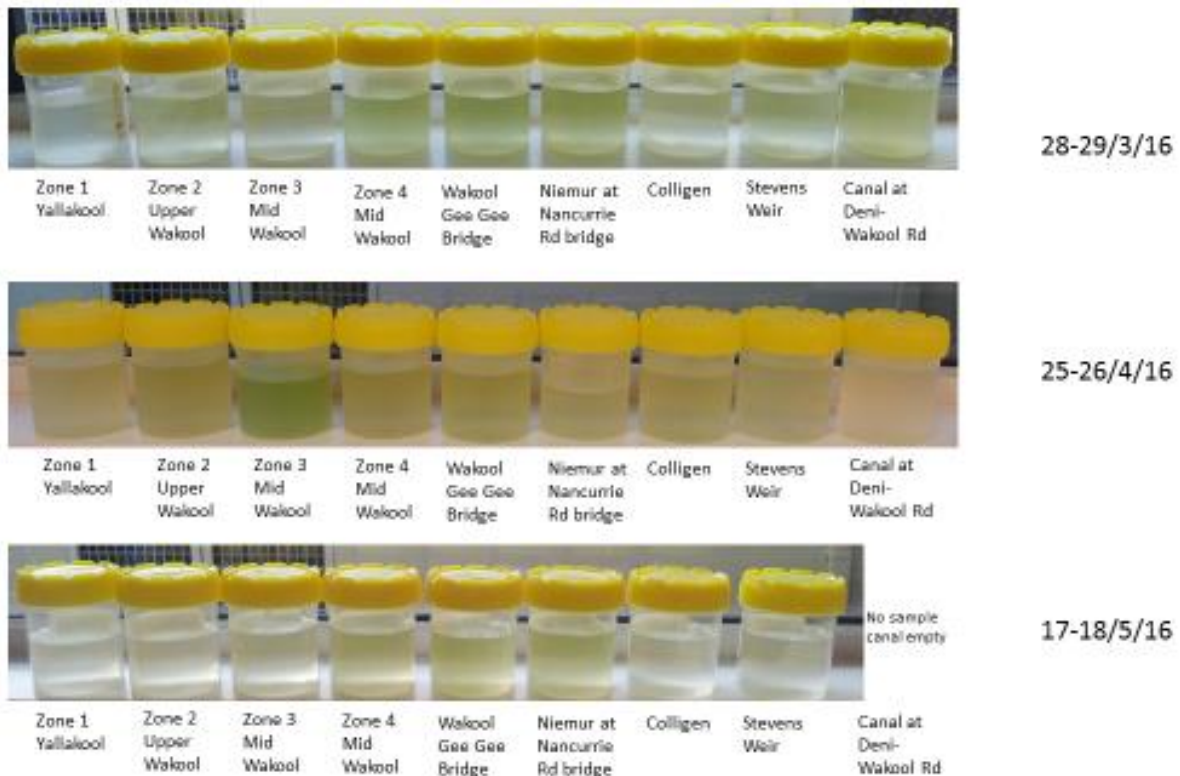 28-29/3/16
Zone 1
Yallakool
Zone 2
Upper
Wakool
Zone 3
Mid
Wakool
Zone 4
Mid
Wakool
Wakool
Gee Gee
Bridge
Niemur at
Nancurrie
Rd bridge
Colligen
Stevens
Weir
Canal at
Deni-
Wakool Rd
25-26/4/16
Zone 1
Yallakool
Zone 2
Upper
Wakool
Zone 3
Mid
Wakool
Zone 4
Mid
Wakool
Wakool
Gee Gee
Bridge
Niemur at
Nancurrie
Rd bridge
Colligen
Stevens
Weir
Canal at
Deni-
Wakool Rd
No sample
canal empty
17-18/5/16
Zone 1
Yallakool
Zone 2
Upper
Wakool
Zone 3
Mid
Wakool
Zone 4
Mid
Wakool
Wakool
Gee Gee
Bridge
Niemur at
Nancurrie
Rd bridge
Colligen
Stevens
Weir
Canal at
Deni-
Wakool Rd